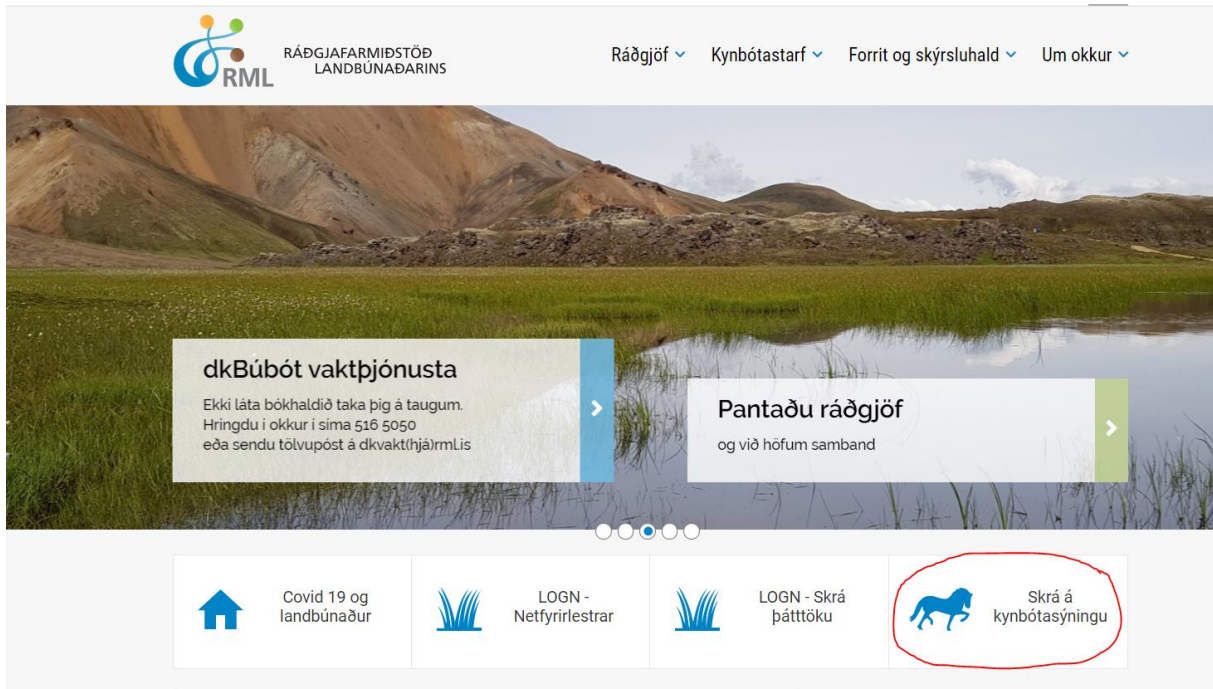 RML
RÁÐGJAFARMIÐSTÖÐ
LANDBÚNAÐARINS
Ráðgjöf
Kynbótastarf
Forrit og skýrsluhald
Um okkur
dkBúbót vaktþjónusta
Ekki láta bókhaldið taka þig á taugum.
Hringdu í okkur í síma 516 5050
eða sendu tölvupóst á dkvakt(hjá)rml.is
Pantaðu ráðgjöf
og við höfum samband
Covid 19 og
landbúnaður
LOGN -
Netfyrirlestrar
LOGN - Skrá
þátttöku
Skrá á
kynbótasýningu